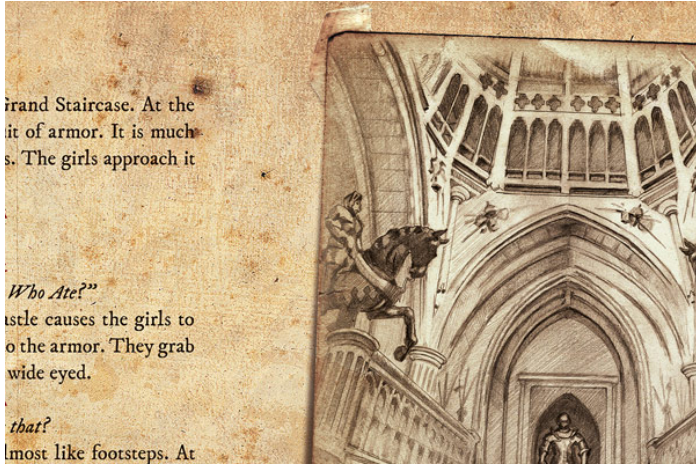 Grand Staircase. At the
of armor. It is much
The girls approach it
Who Ate?”
causes the girls to
the armor. They grab
wide eyed.
that?
like footsteps. At